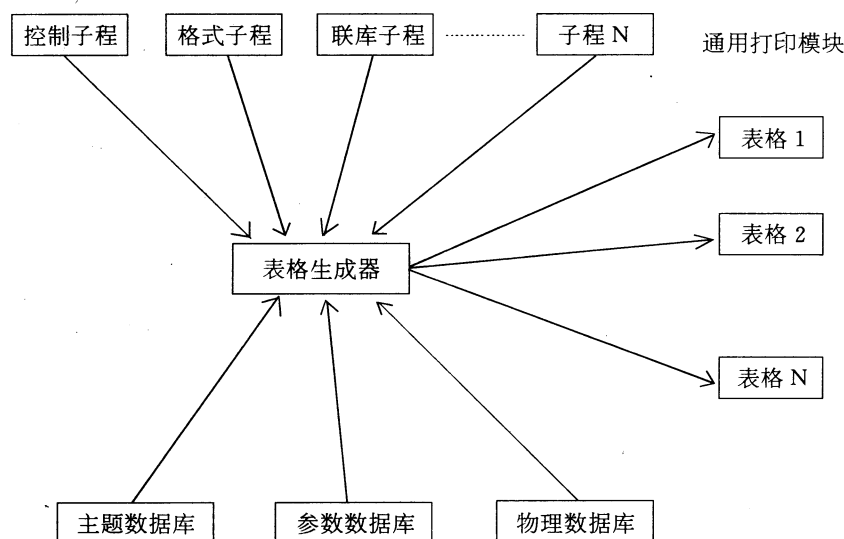 控制子程 格式子程 联库子程 子程 N
通用打印模块
表格 1
表格 2
表格生成器
表格 N
主题数据库 参数数据库 物理数据库